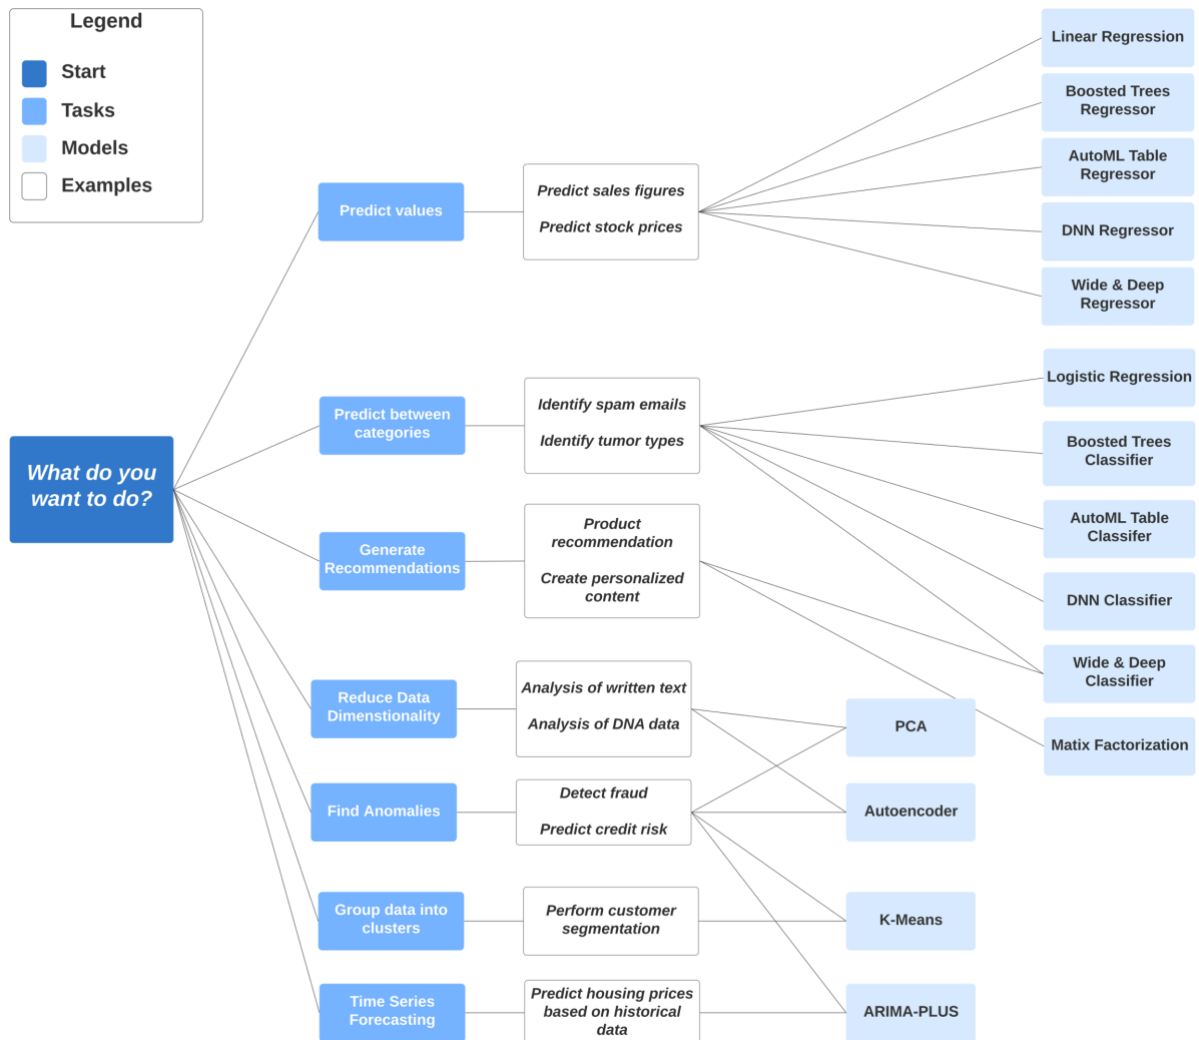 Legend
Start
Tasks
Models
Examples
What do you
want to do?
Predict values
Predict sales figures
Predict stock prices
Linear Regression
Boosted Trees
Regressor
AutoML Table
Regressor
DNN Regressor
Wide & Deep
Regressor
Predict between
categories
Identify spam emails
Identify tumor types
Logistic Regression
Boosted Trees
Classifier
AutoML Table
Classifer
DNN Classifier
Wide & Deep
Classifier
Generate
Recommendations
Product
recommendation
Create personalized
content
Matix Factorization
Reduce Data
Dimenstionality
Analysis of written text
Analysis of DNA data
PCA
Find Anomalies
Detect fraud
Predict credit risk
Autoencoder
Group data into
clusters
Perform customer
segmentation
K-Means
Time Series
Forecasting
Predict housing prices
based on historical
data
ARIMA-PLUS